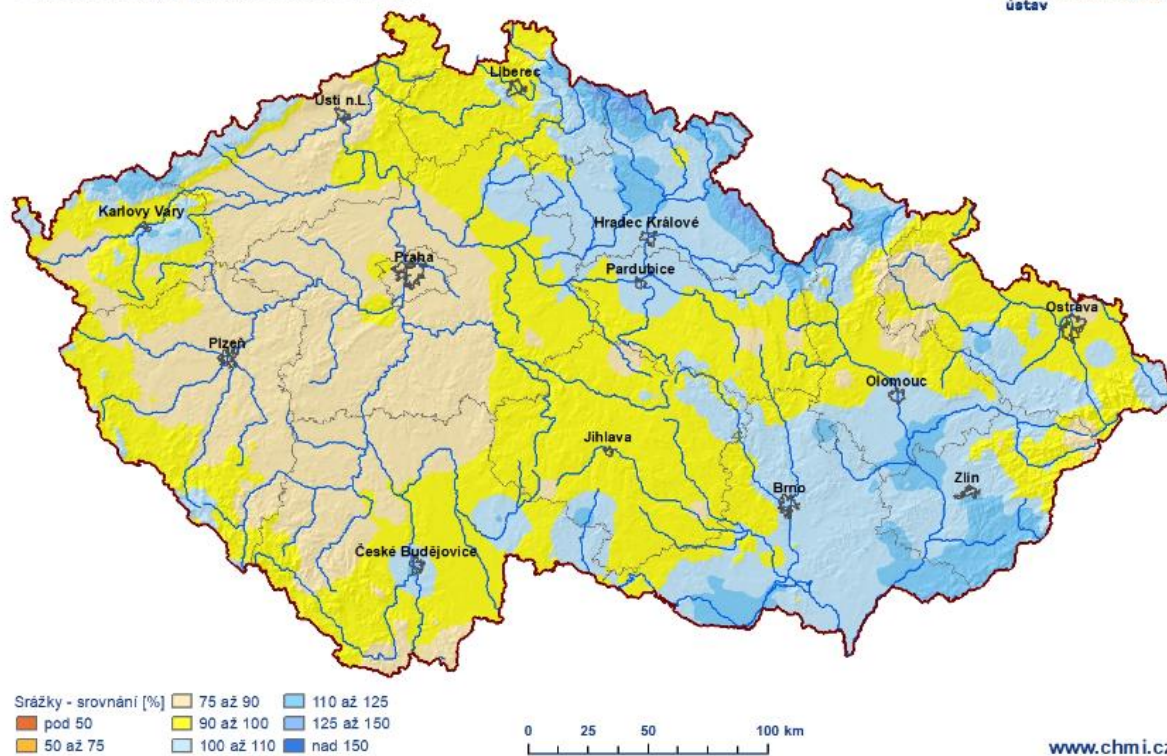 ústav
Liberec
Ústí n.L.
Karlovy Vary
Hradec Králové
Praha
Pardubice
Ostrava
Plzeň
Olomouc
Jihlava
Zlín
Brno
České Budějovice
Srážky - srovnání [%]
75 až 90
110 až 125
pod 50
90 až 100
125 až 150
50 až 75
100 až 110
nad 150
0 25 50 100 km
www.chmi.cz